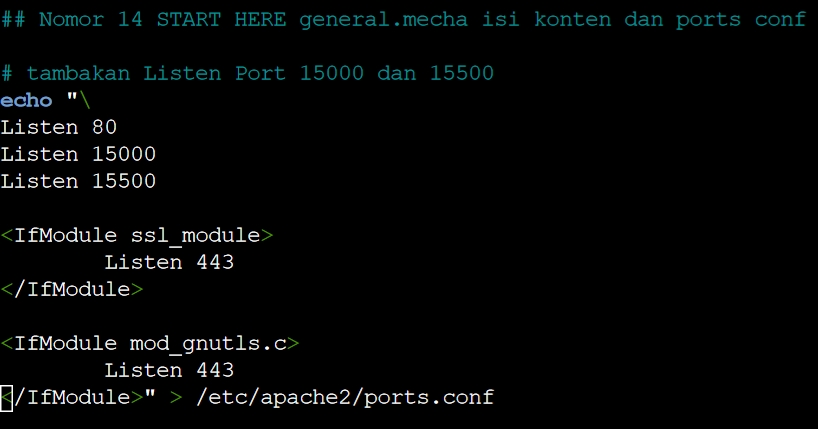 ## Nomor 14 START HERE general.mecha isi konten dan ports conf
# tambakan Listen Port 15000 dan 15500
echo "\
Listen 80
Listen 15000
Listen 15500
<IfModule ssl_module>
Listen 443
</IfModule>
<IfModule mod_gnutls.c>
Listen 443
</IfModule>" > /etc/apache2/ports.conf